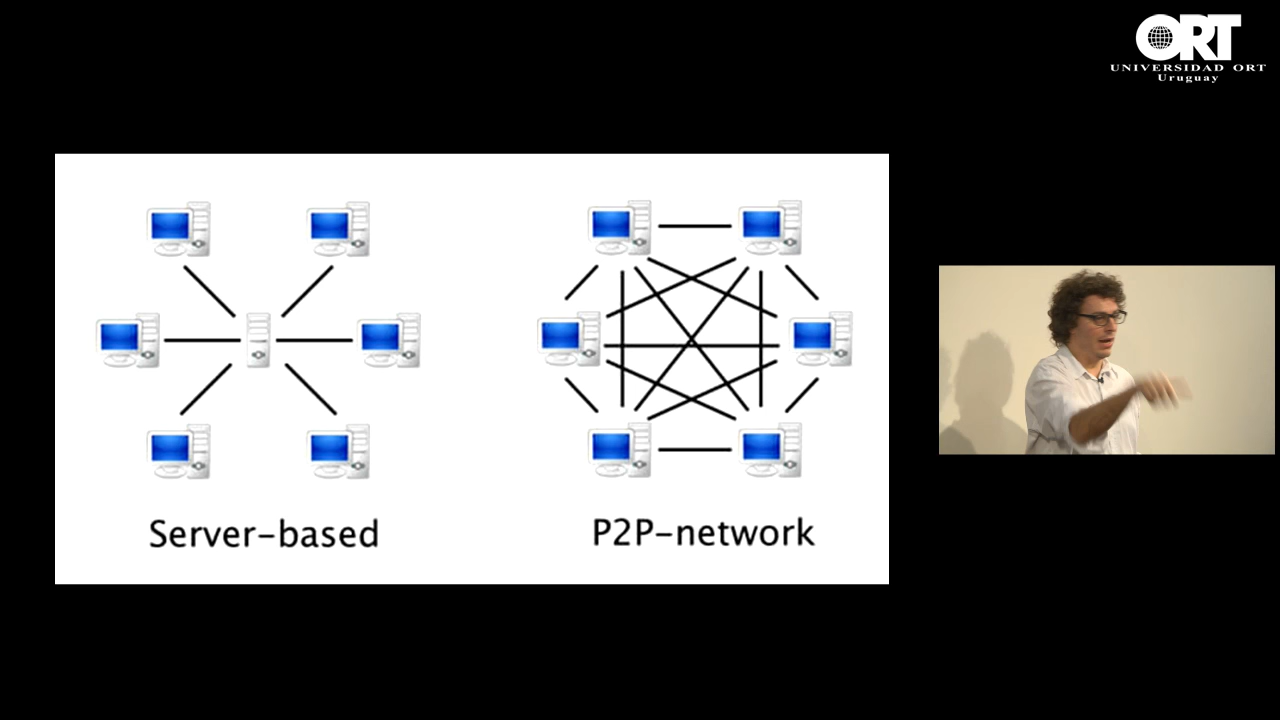 ORT
UNIVERSIDAD ORT
Uruguay
Server-based
P2P-network